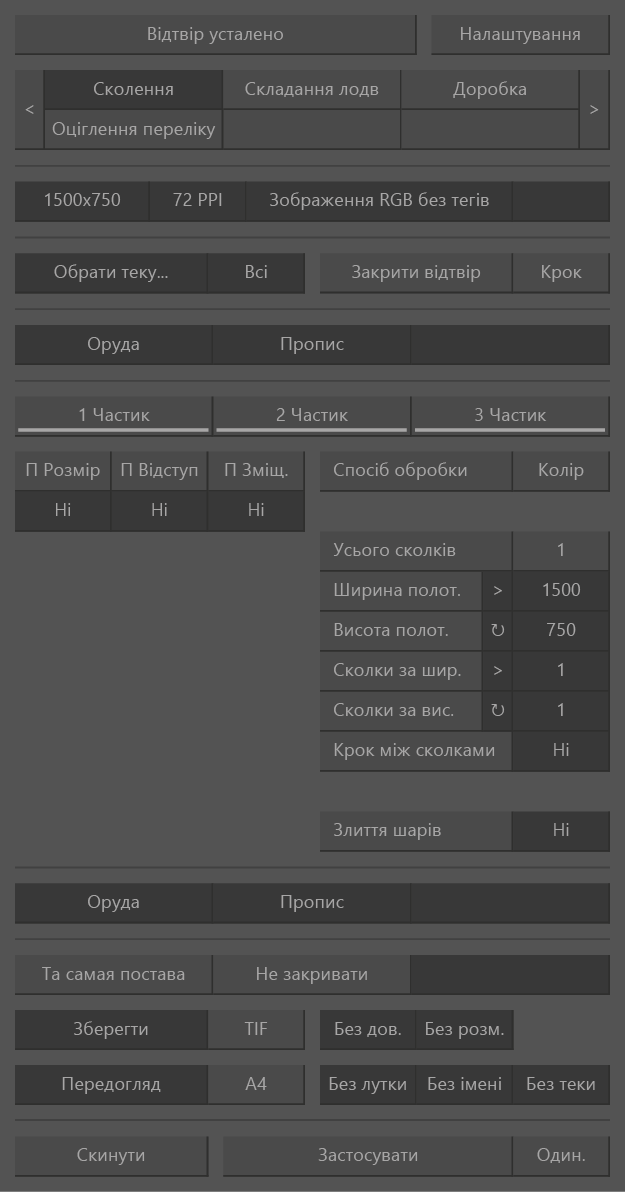 Відтвір усталено Налаштування
< Сколення Складання лодв Доробка >
Оціглення переліку
1500x750 72 PPI Зображення RGB без тегів
Обрати теку... Всі Закрити відтвір Крок
Оруда Пропис
1 Частик 2 Частик 3 Частик
П Розмір П Відступ П Зміщ. Спосіб обробки Колір
Ні Ні Ні
Усього сколків 1
Ширина полот. > 1500
Висота полот. ↻ 750
Сколки за шир. > 1
Сколки за вис. ↻ 1
Крок між сколками Ні
Злиття шарів Ні
Оруда Пропис
Та сама постава Не закривати
Зберегти TIF Без дов. Без розм.
Передогляд A4 Без лутки Без імені Без теки
Скинути Застосувати Один.